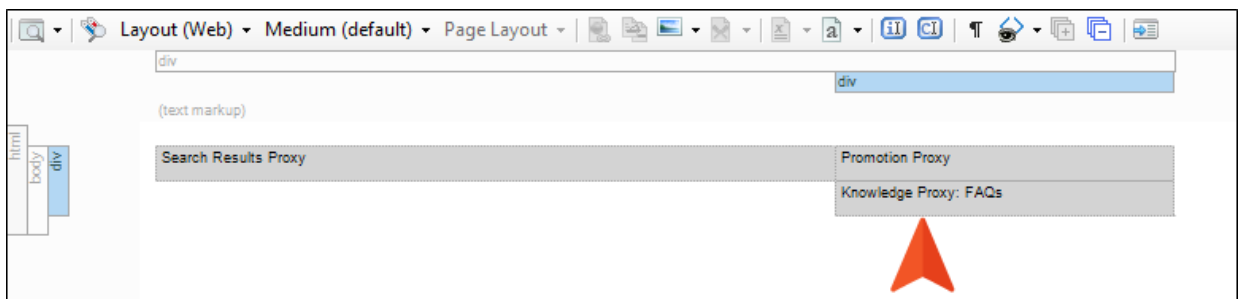 Layout (Web) Medium (default) Page Layout
div
div
(text markup)
html
body
div
Search Results Proxy
Promotion Proxy
Knowledge Proxy: FAQs